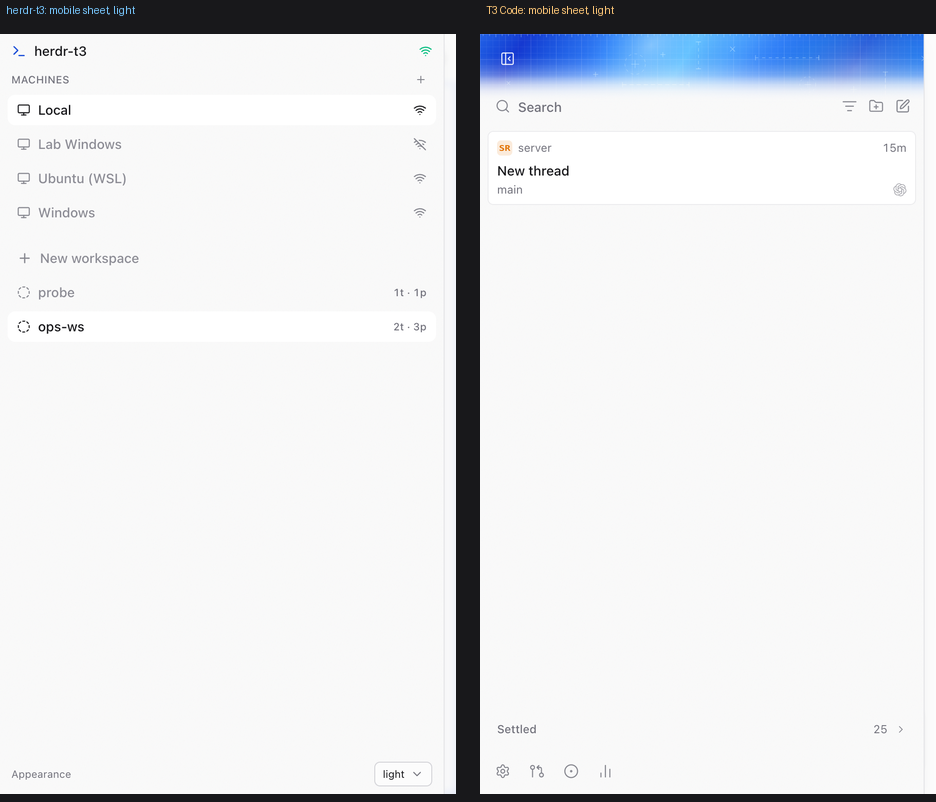 herdr-t3: mobile sheet, light
herdr-t3
MACHINES
Local
Lab Windows
Ubuntu (WSL)
Windows
New workspace
probe 1t · 1p
ops-ws 2t · 3p
Appearance light
T3 Code: mobile sheet, light
Search
SR server 15m
New thread
main
Settled 25